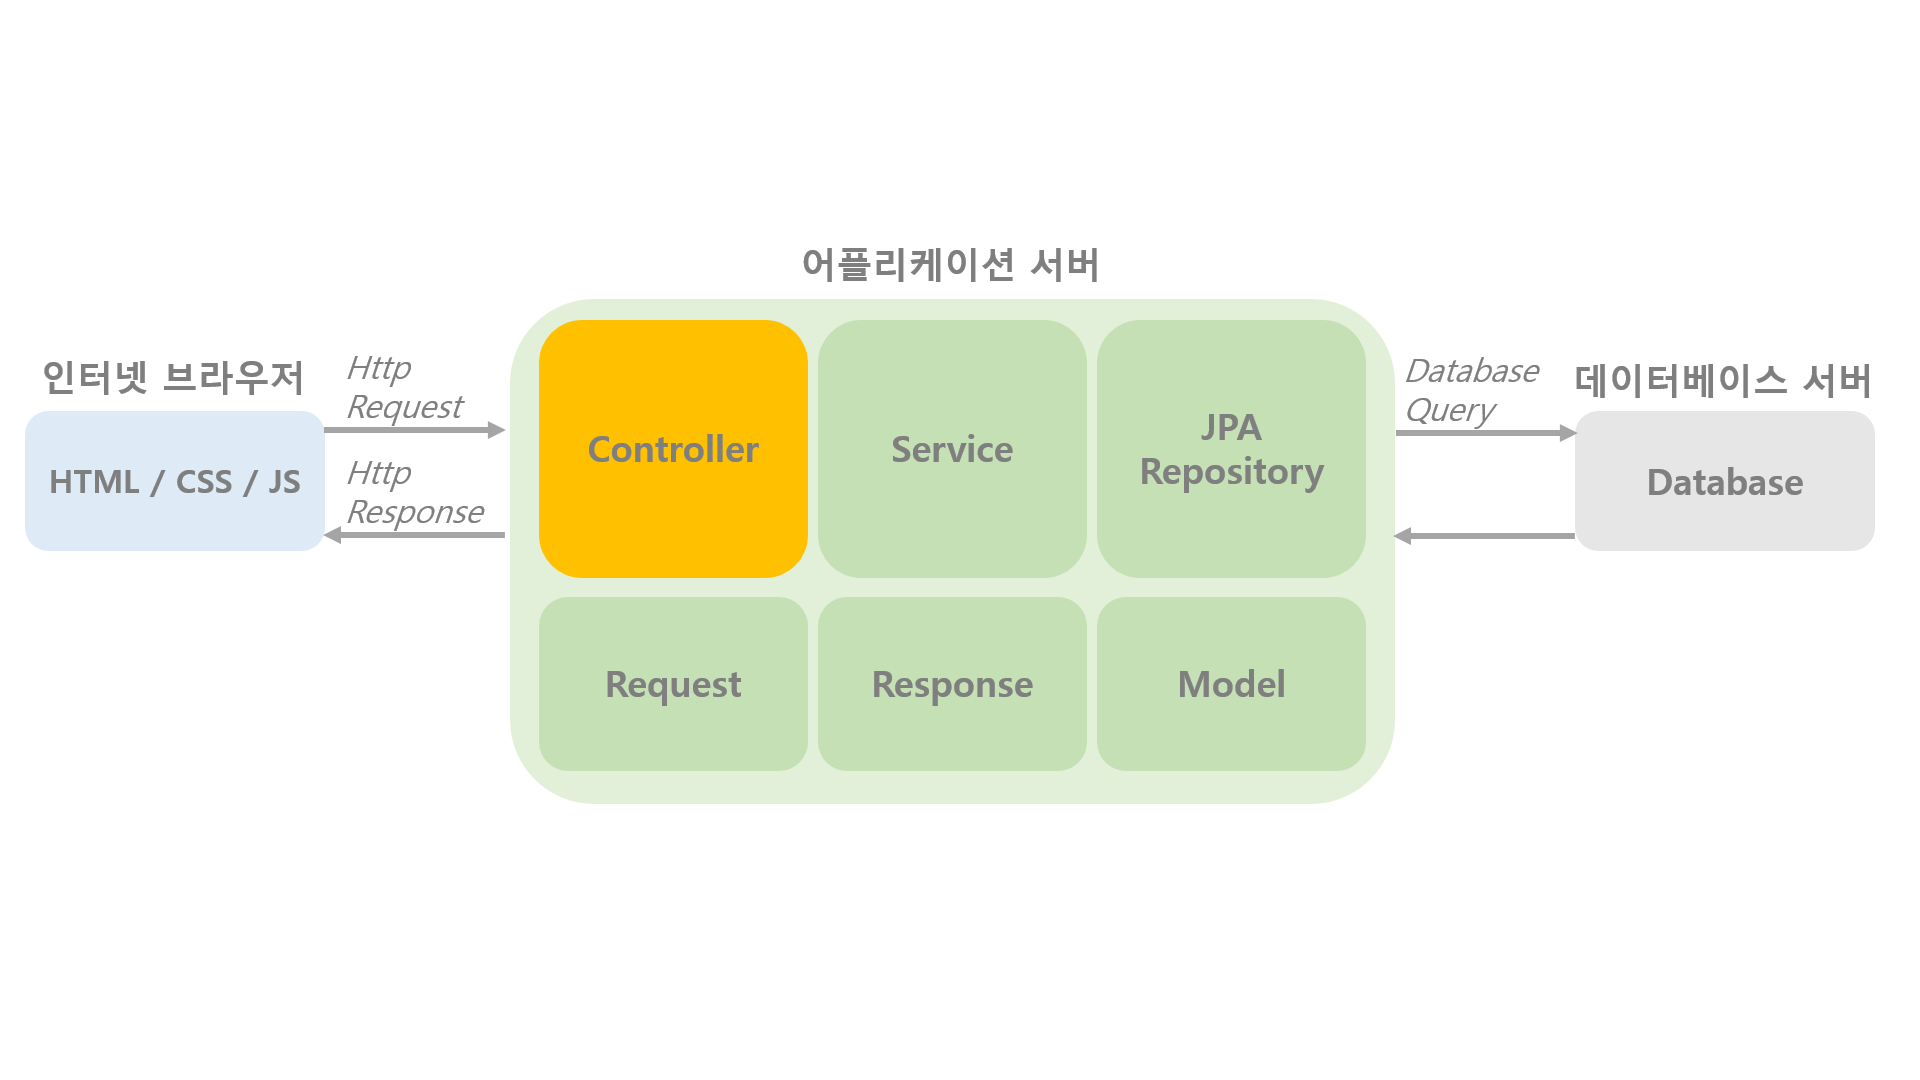 어플리케이션 서버
인터넷 브라우저
HTML / CSS / JS
Http
Request
Http
Response
Controller
Service
JPA
Repository
Request
Response
Model
Database
Query
데이터베이스 서버
Database